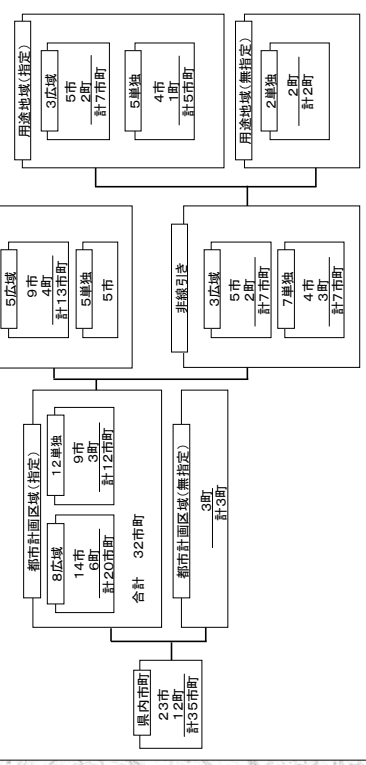 県内市町
23市
12町
計35市町
都市計画区域(指定)
8広域
14市
6町
計20市町
12単独
9市
3町
計12市町
合計 32市町
都市計画区域(無指定)
3町
計3町
5広域
9市
4町
計13市町
5単独
5市
非線引き
3広域
5市
2町
計7市町
7単独
4市
3町
計7市町
用途地域(指定)
3広域
5市
2町
計7市町
5単独
4市
1町
計5市町
用途地域(無指定)
2単独
2町
計2町